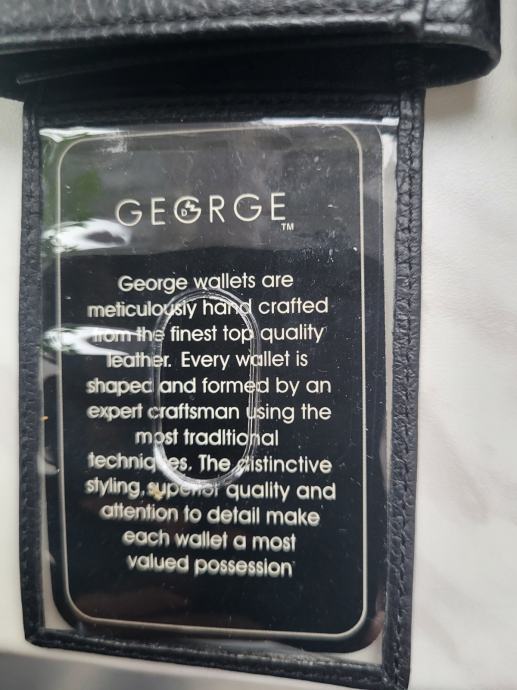 GEORGE
TM
George wallets are
meticulously hand crafted
from the finest top quality
leather. Every wallet is
shaped and formed by an
expert craftsman using the
most traditional
techniques. The distinctive
styling, superior quality and
attention to detail make
each wallet a most
valued possession